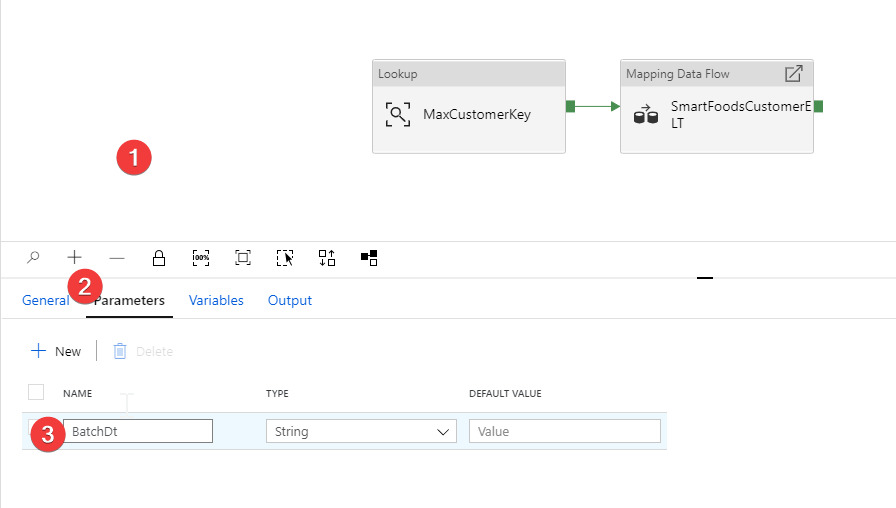 Lookup
MaxCustomerKey
Mapping Data Flow
SmartFoodsCustomerE
LT
1
100%
2
General Parameters Variables Output
New Delete
NAME TYPE DEFAULT VALUE
3 BatchDt String Value